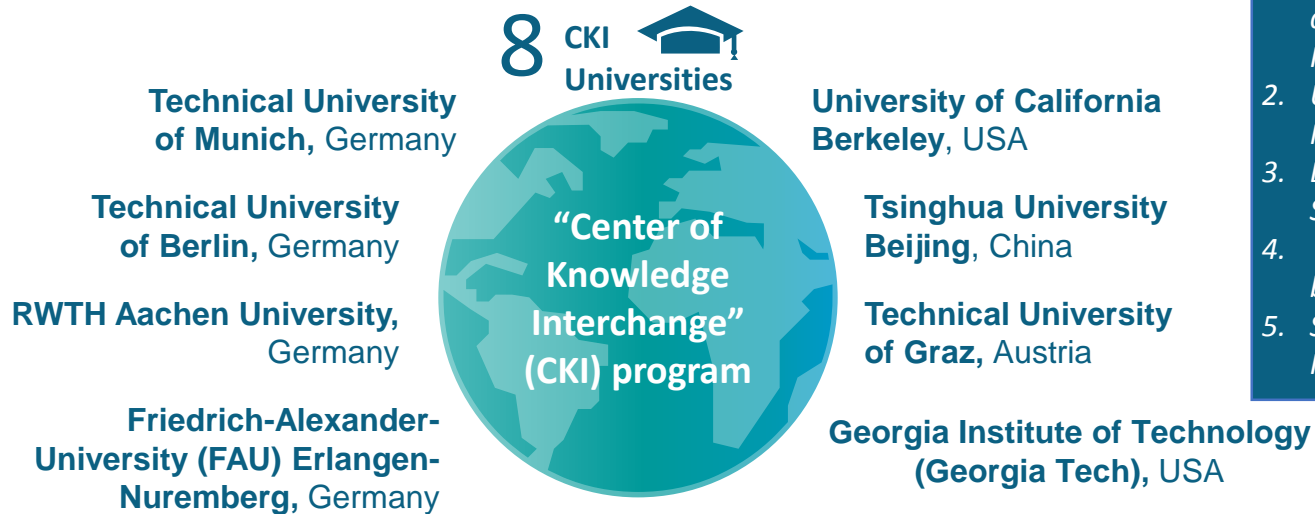 8 CKI
Universities
Technical University
of Munich, Germany
Technical University
of Berlin, Germany
RWTH Aachen University,
Germany
Friedrich-Alexander-
University (FAU) Erlangen-
Nuremberg, Germany
“Center of
Knowledge
Interchange”
(CKI) program
University of California
Berkeley, USA
Tsinghua University
Beijing, China
Technical University
of Graz, Austria
Georgia Institute of Technology
(Georgia Tech), USA
2.
3.
4.
5.